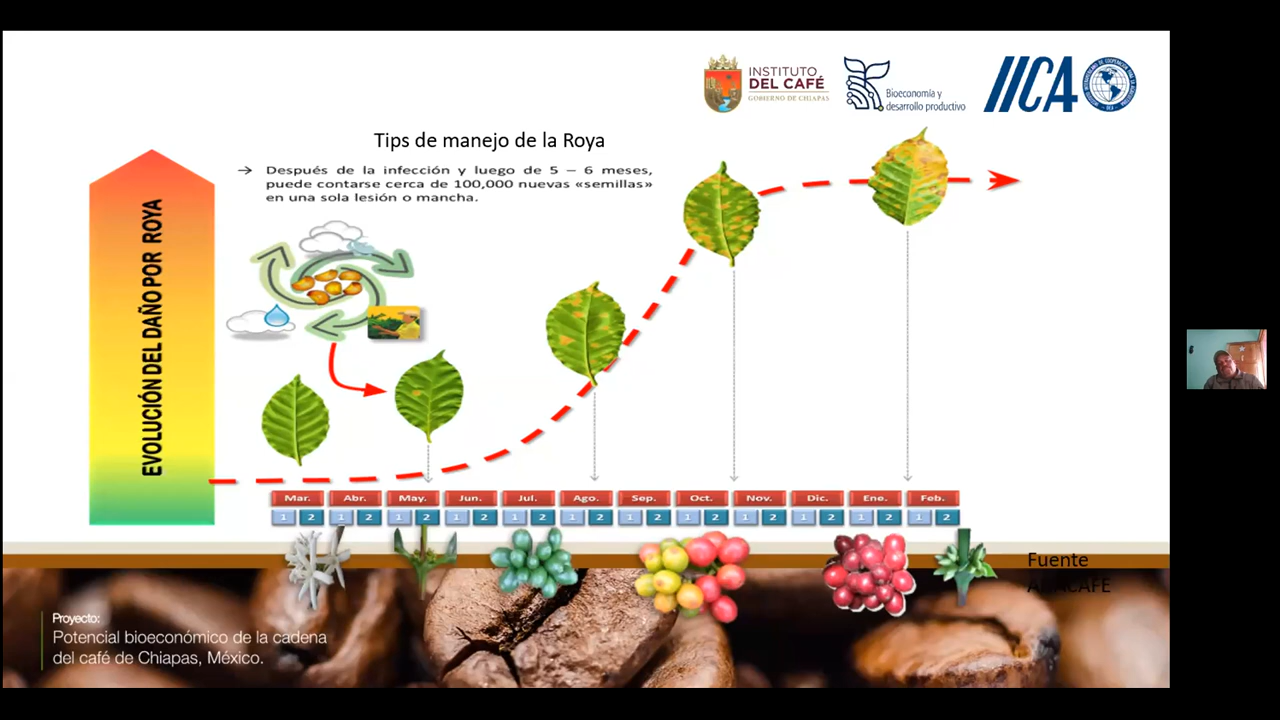 INSTITUTO
DEL CAFÉ
GOBIERNO DE CHIAPAS
Bioeconomía y
desarrollo productivo
IICA
Tips de manejo de la Roya
→ Después de la infección y luego de 5 – 6 meses,
puede contarse cerca de 100,000 nuevas «semillas»
en una sola lesión o mancha.
EVOLUCIÓN DEL DAÑO POR ROYA
Mar. Abr. May. Jun. Jul. Ago. Sep. Oct. Nov. Dic. Ene. Feb.
1 2 1 2 1 2 1 2 1 2 1 2 1 2 1 2 1 2 1 2 1 2 1 2
Fuente
ANACAFE
Proyecto:
Potencial bioeconómico de la cadena
del café de Chiapas, México.